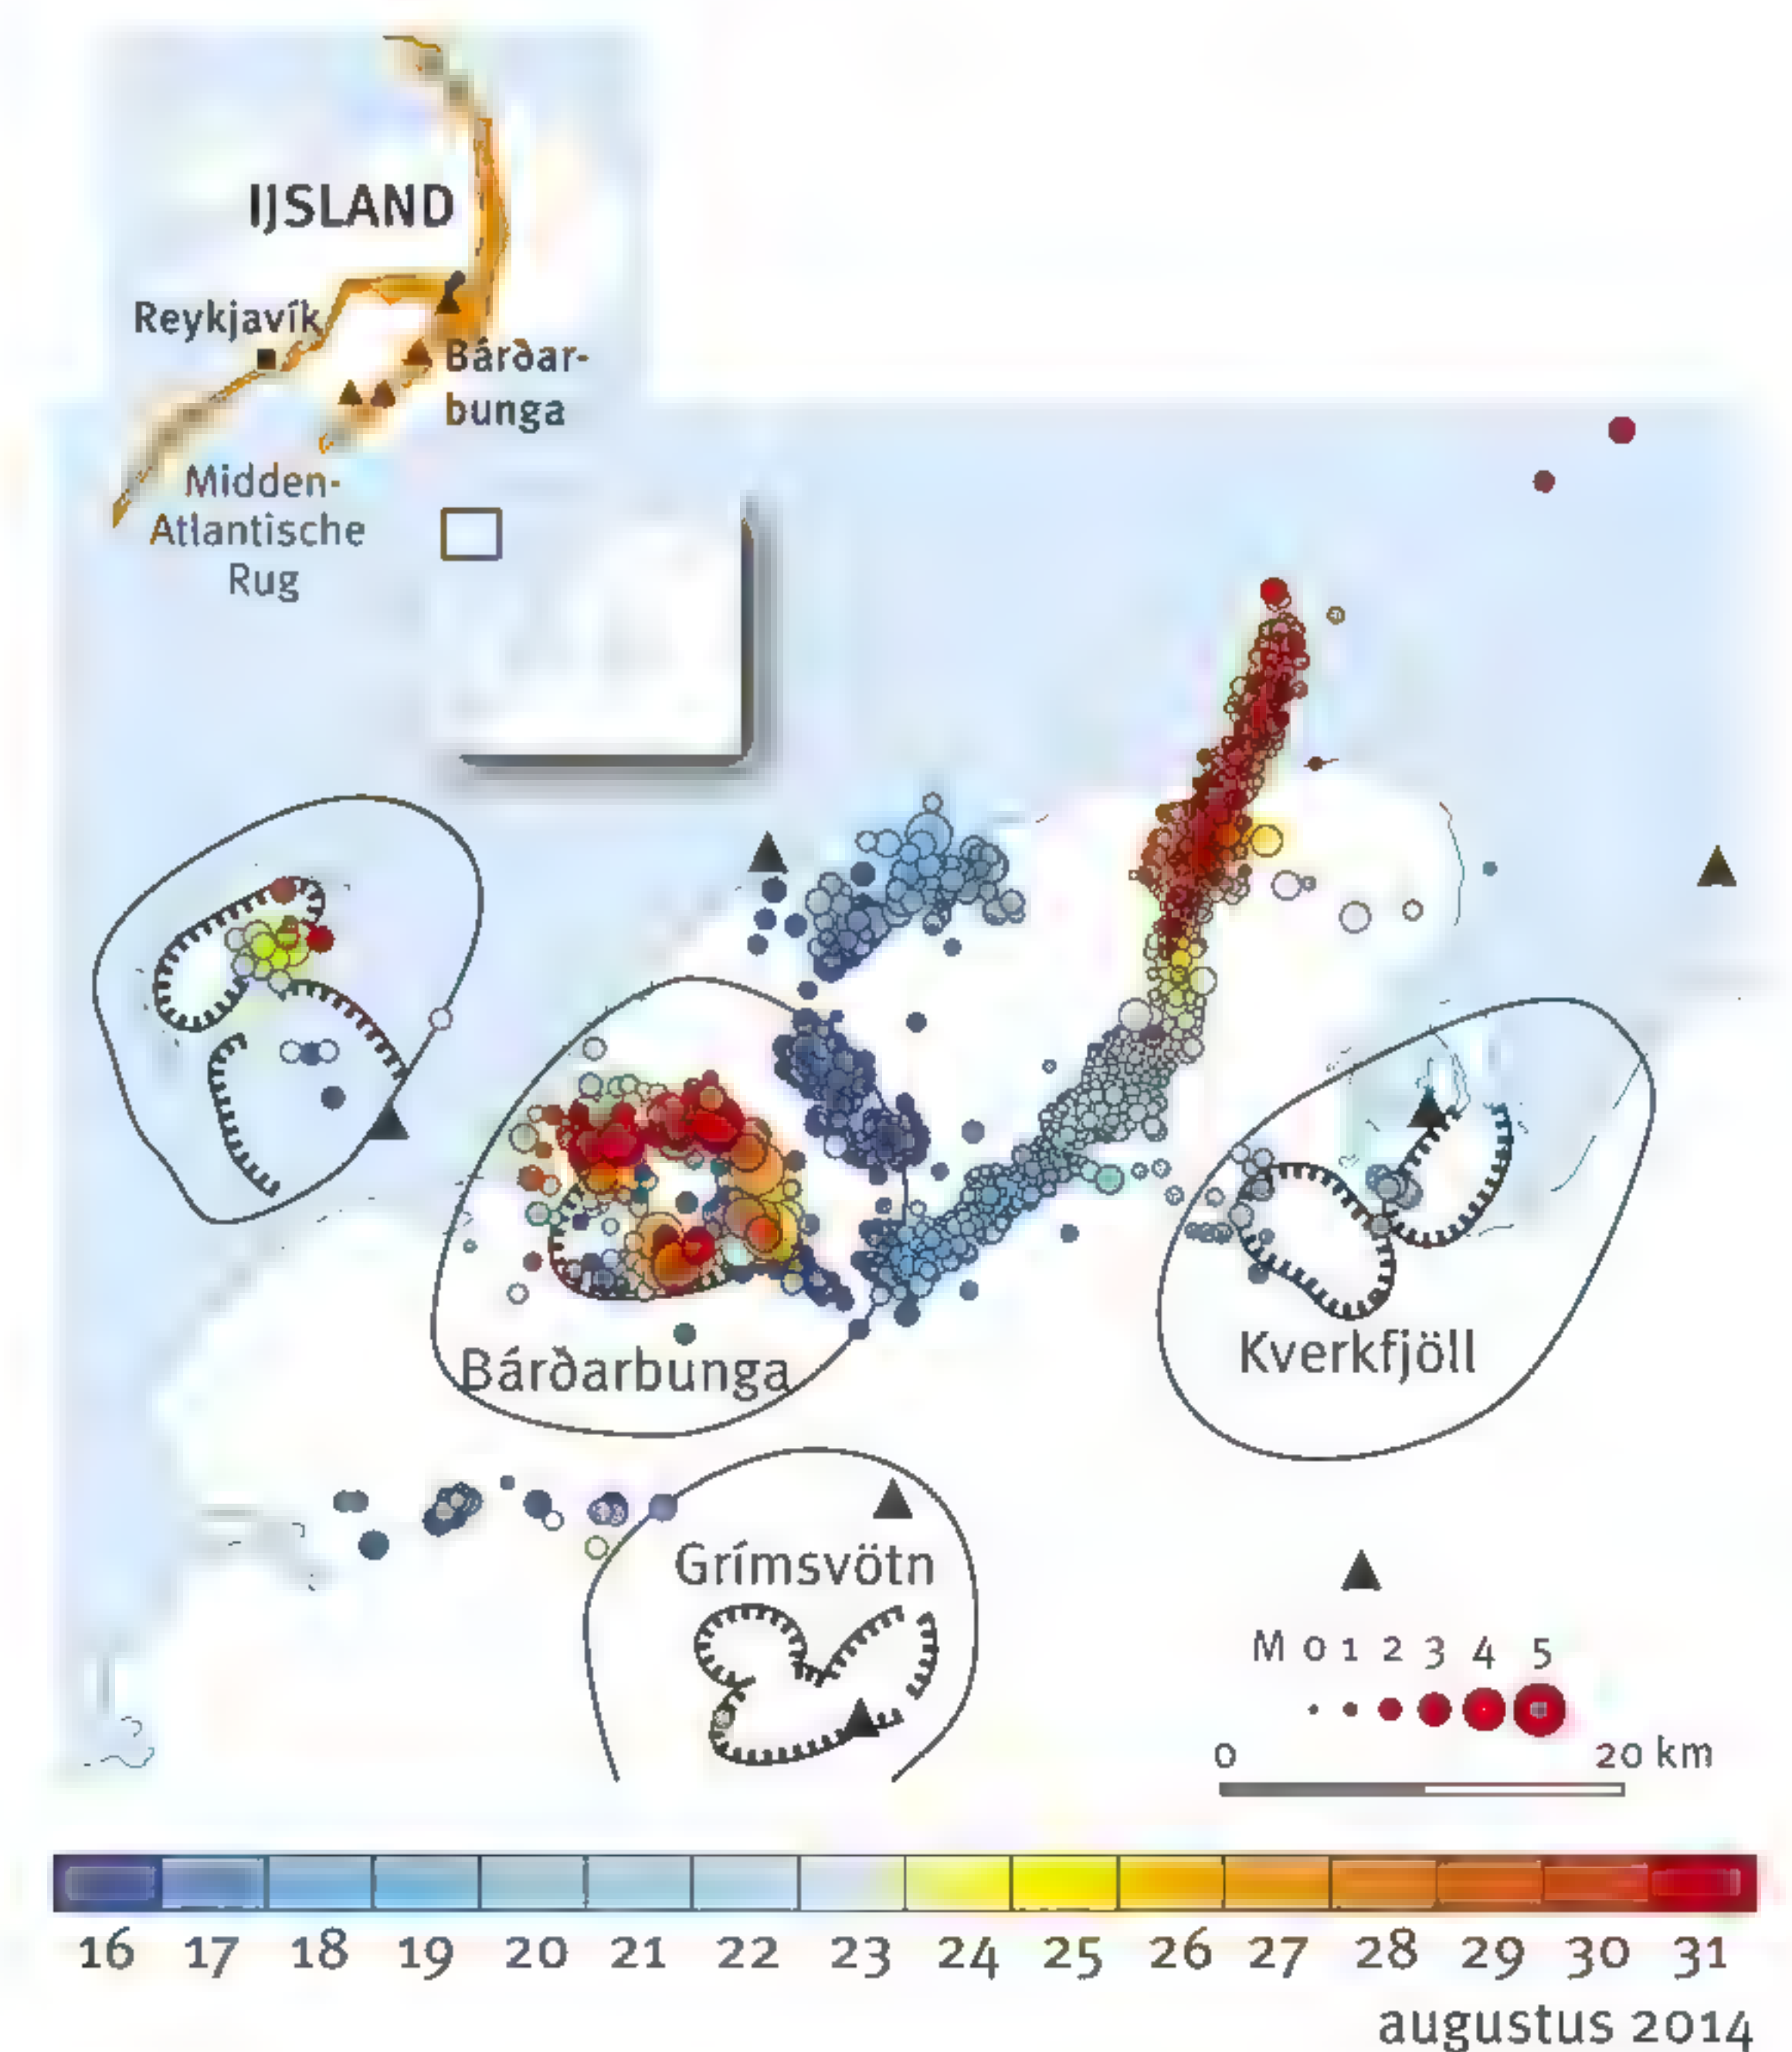 IJSLAND
Reykjavík
Bárðar-
bunga
Midden-
Atlantische
Rug
Bárðarbunga
Kverkfjöll
Grímsvötn
M 0 1 2 3 4 5
0 20 km
16 17 18 19 20 21 22 23 24 25 26 27 28 29 30 31
augustus 2014